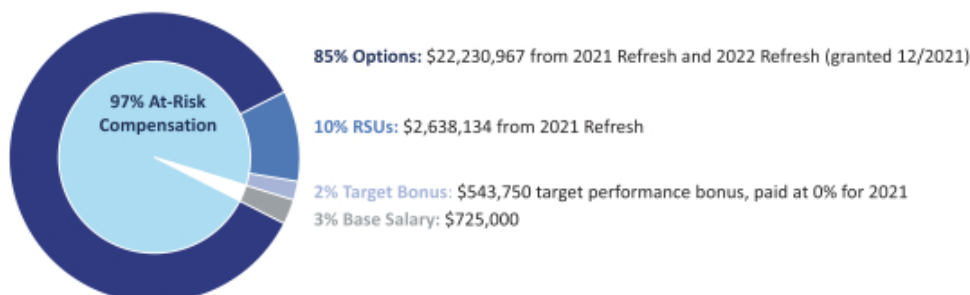 97% At-Risk
Compensation
85% Options: $22,230,967 from 2021 Refresh and 2022 Refresh (granted 12/2021)
10% RSUs: $2,638,134 from 2021 Refresh
2% Target Bonus: $543,750 target performance bonus, paid at 0% for 2021
3% Base Salary: $725,000